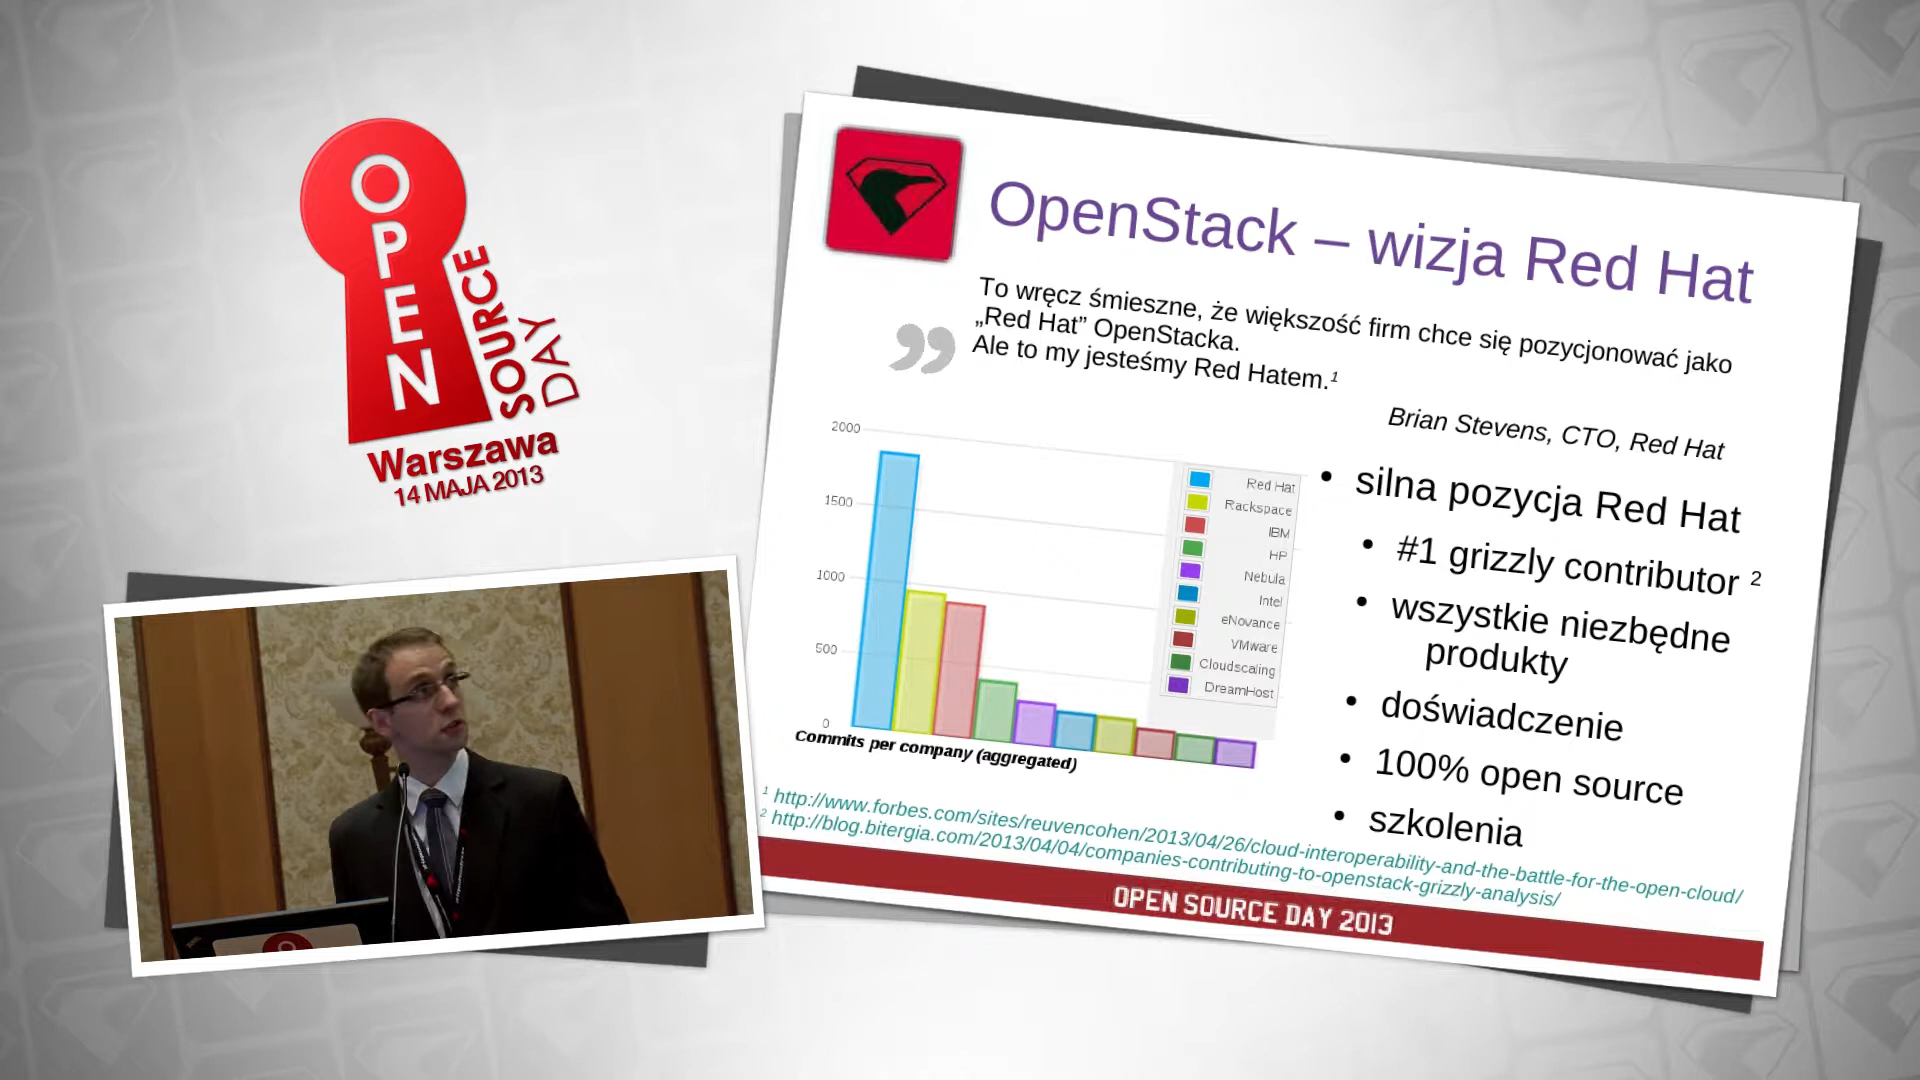 OPEN
SOURCE
DAY
Warszawa
14 MAJA 2013
OpenStack – wizja Red Hat
To wręcz śmieszne, że większość firm chce się pozycjonować jako
„Red Hat” OpenStacka.
Ale to my jesteśmy Red Hatem.¹
Brian Stevens, CTO, Red Hat
2000
1500
1000
500
0
Red Hat
Rackspace
IBM
HP
Nebula
Intel
eNovance
VMware
Cloudscaling
DreamHost
Commits per company (aggregated)
• silna pozycja Red Hat
• #1 grizzly contributor ²
• wszystkie niezbędne
produkty
• doświadczenie
• 100% open source
• szkolenia
¹ http://www.forbes.com/sites/reuvencohen/2013/04/26/cloud-interoperability-and-the-battle-for-the-open-cloud/
² http://blog.bitergia.com/2013/04/04/companies-contributing-to-openstack-grizzly-analysis/
OPEN SOURCE DAY 2013